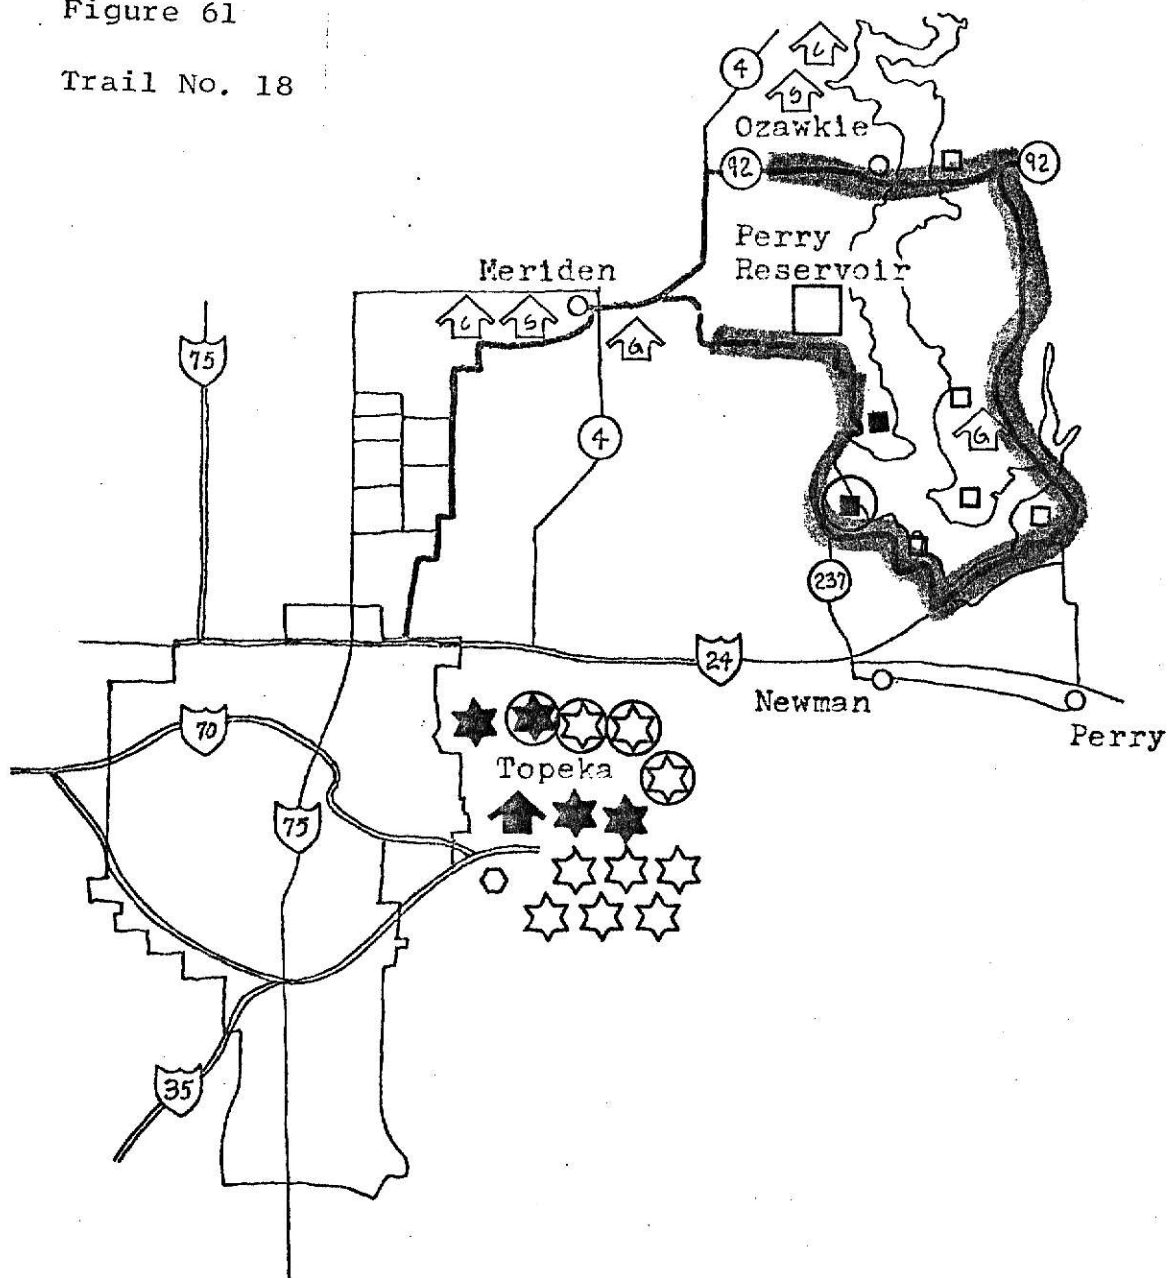 Figure 61
Trail No. 18
4
C
S
Ozawkie
92
92
Perry
Reservoir
Meriden
C
S
G
75
4
G
237
24
Newman
Perry
70
Topeka
75
35